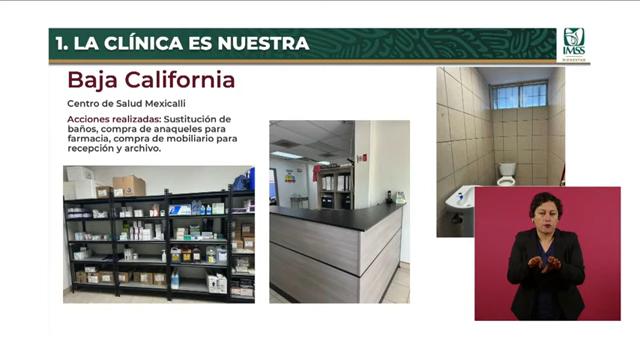 1. LA CLÍNICA ES NUESTRA
IMSS
BIENESTAR
Baja California
Centro de Salud Mexicalli
Acciones realizadas: Sustitución de
baños, compra de anaqueles para
farmacia, compra de mobiliario para
recepción y archivo.